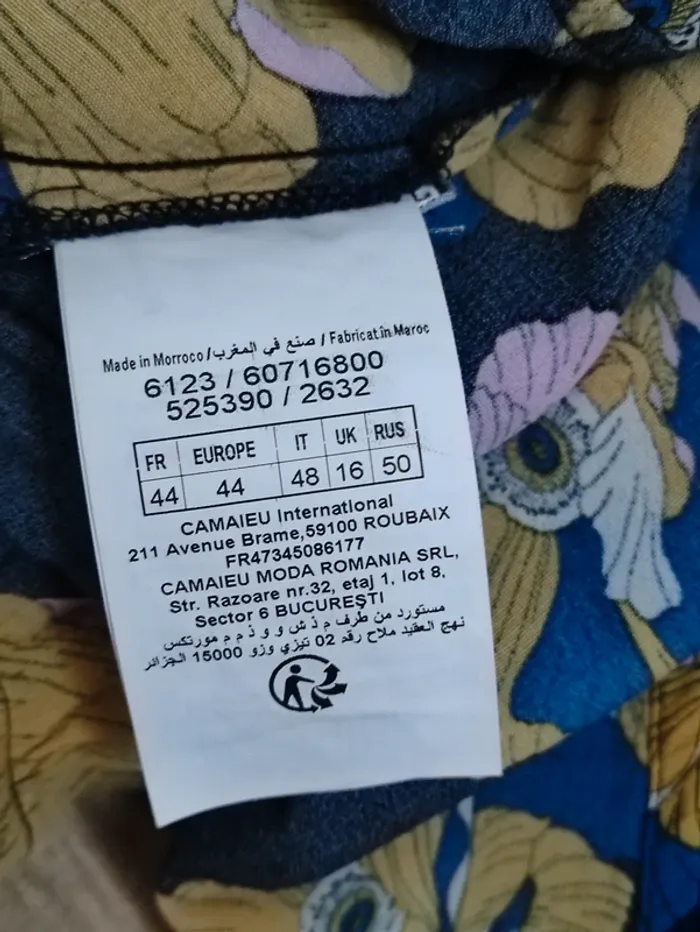 Made in Morroco / صنع في المغرب / Fabricat în Maroc
6123 / 60716800
525390 / 2632
FR EUROPE IT UK RUS
44 44 48 16 50
CAMAIEU International
211 Avenue Brame,59100 ROUBAIX
FR47345086177
CAMAIEU MODA ROMANIA SRL,
Str. Razoare nr.32, etaj 1, lot 8,
Sector 6 BUCUREŞTI
مستورد من طرف م ذ ش و و ذ م م مورتكس
نهج العقيد ملاح رقم 02 تيزي وزو 15000 الجزائر